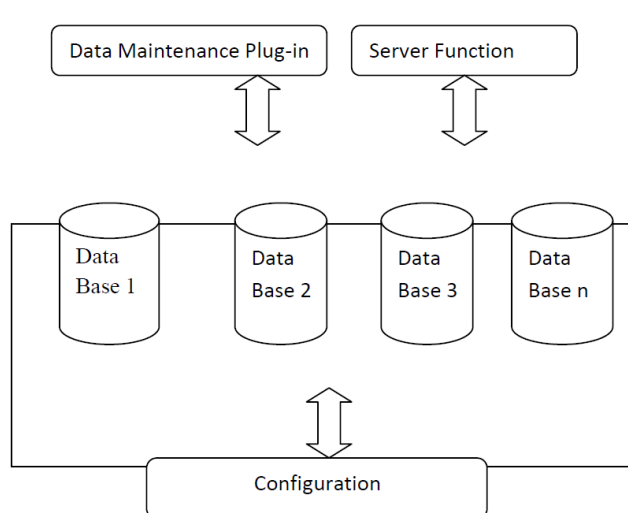 Data Maintenance Plug-in
Server Function
Data
Base 1
Data
Base 2
Data
Base 3
Data
Base n
Configuration